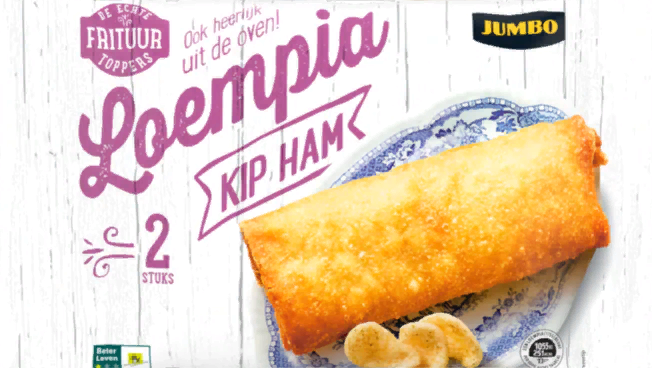 DE ECHTE
FRITUUR
TOPPERS
Ook heerlijk
uit de oven!
Loempia
KIP HAM
2
STUKS
JUMBO
Beter
Leven